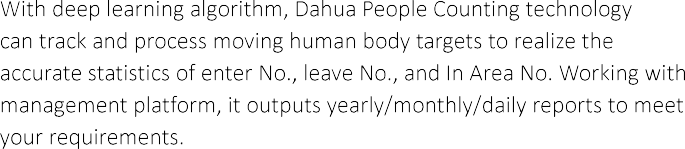 With deep learning algorithm, Dahua People Counting technology
can track and process moving human body targets to realize the
accurate statistics of enter No., leave No., and In Area No. Working with
management platform, it outputs yearly/monthly/daily reports to meet
your requirements.